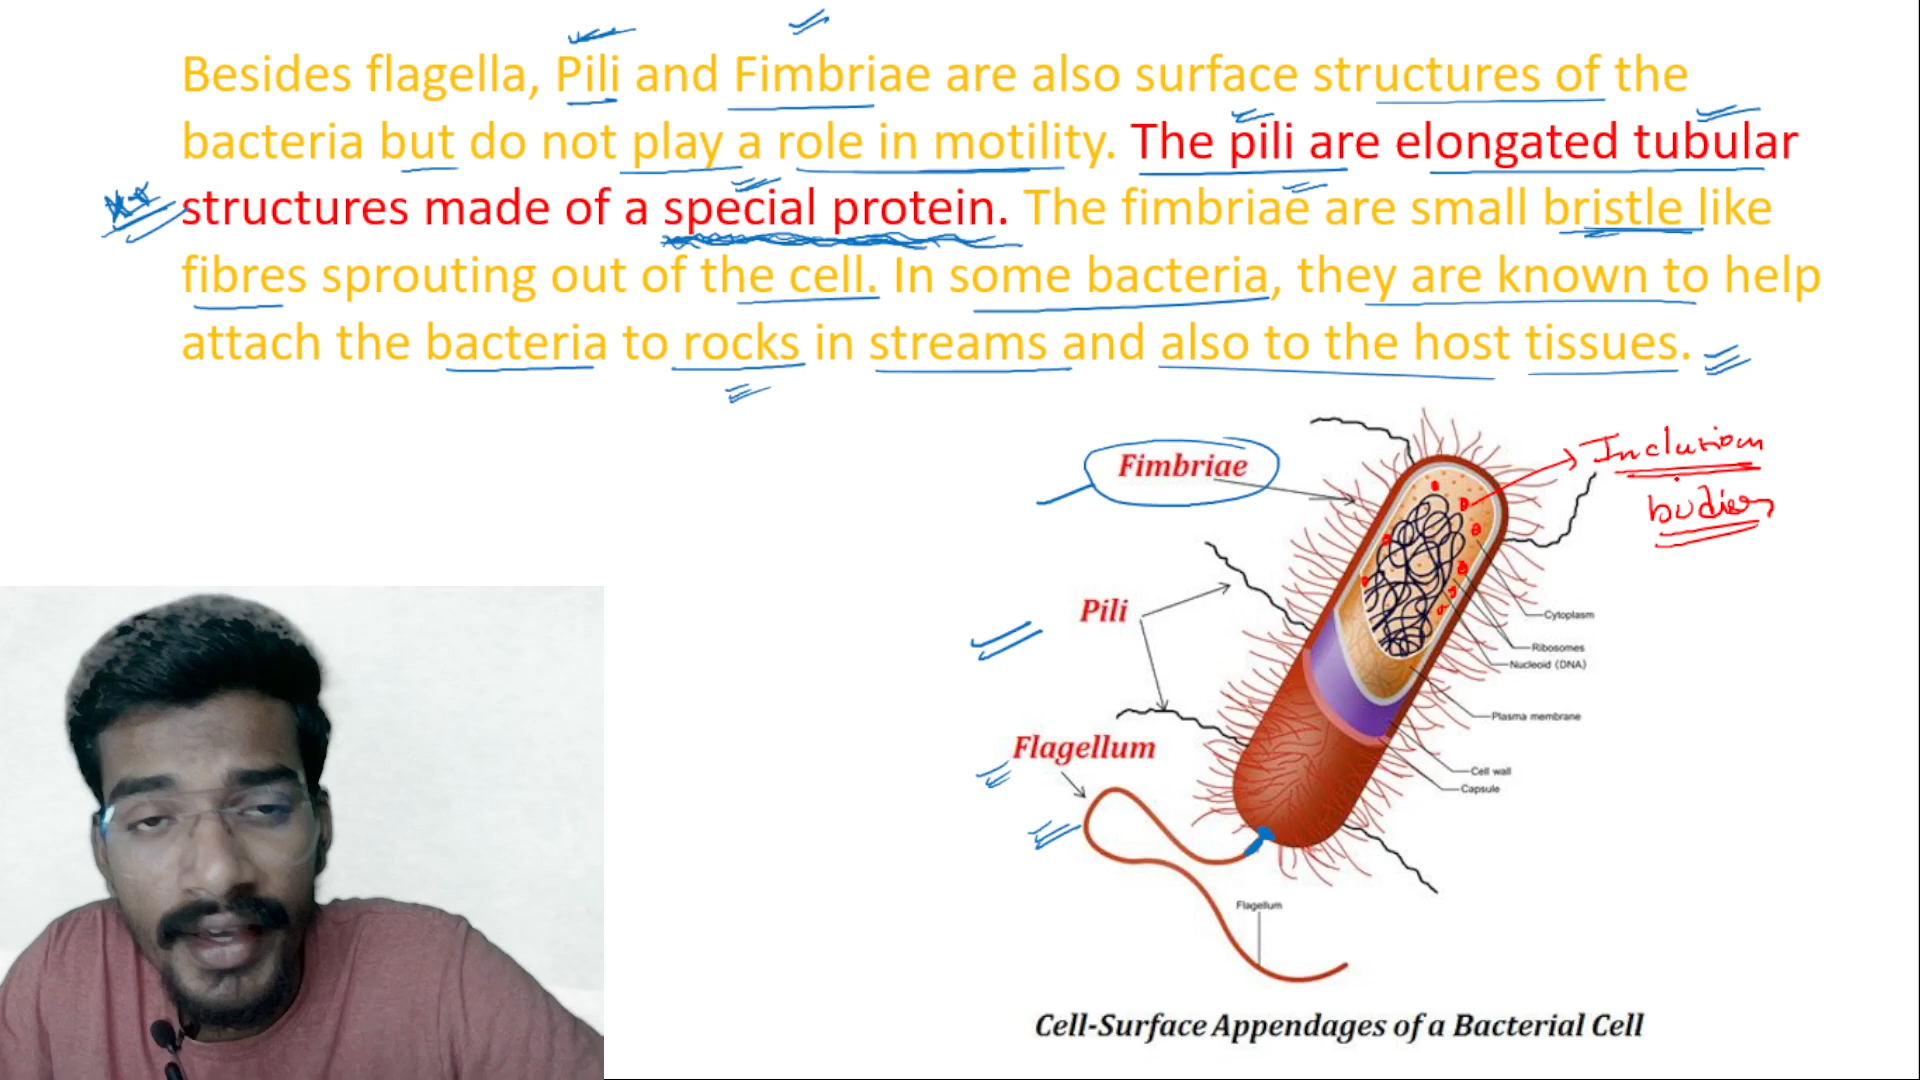 Besides flagella, Pili and Fimbriae are also surface structures of the
bacteria but do not play a role in motility. The pili are elongated tubular
structures made of a special protein. The fimbriae are small bristle like
fibres sprouting out of the cell. In some bacteria, they are known to help
attach the bacteria to rocks in streams and also to the host tissues.
Fimbriae
Inclusion
bodies
Pili
Cytoplasm
Ribosomes
Nucleoid (DNA)
Plasma membrane
Flagellum
Cell wall
Capsule
Flagellum
Cell-Surface Appendages of a Bacterial Cell